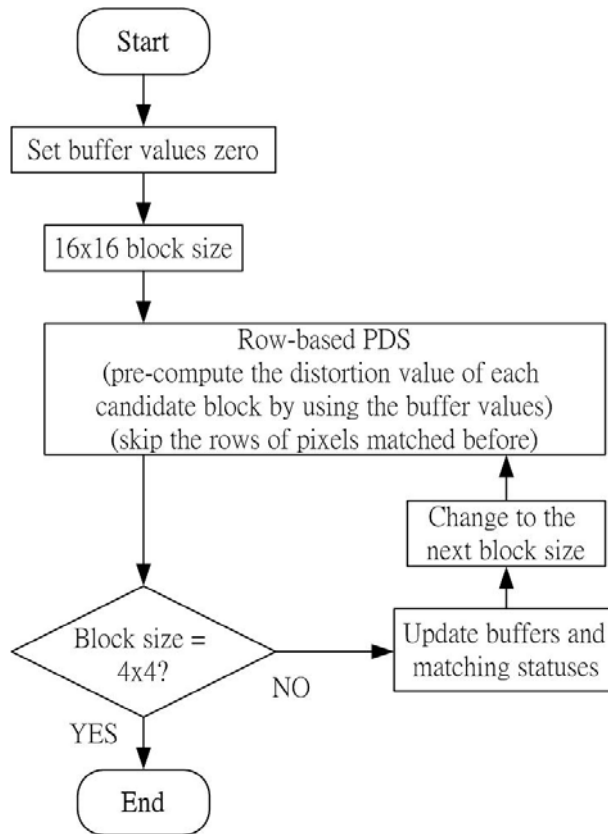 Start
Set buffer values zero
16x16 block size
Row-based PDS
(pre-compute the distortion value of each
candidate block by using the buffer values)
(skip the rows of pixels matched before)
Change to the
next block size
Block size =
4x4?
Update buffers and
matching statuses
NO
YES
End